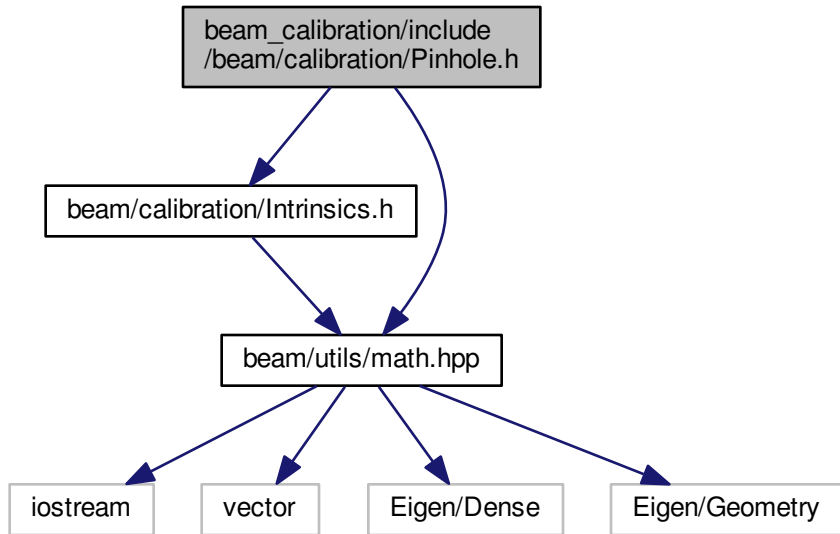 beam_calibration/include
/beam/calibration/Pinhole.h
beam/calibration/Intrinsics.h
beam/utils/math.hpp
iostream
vector
Eigen/Dense
Eigen/Geometry